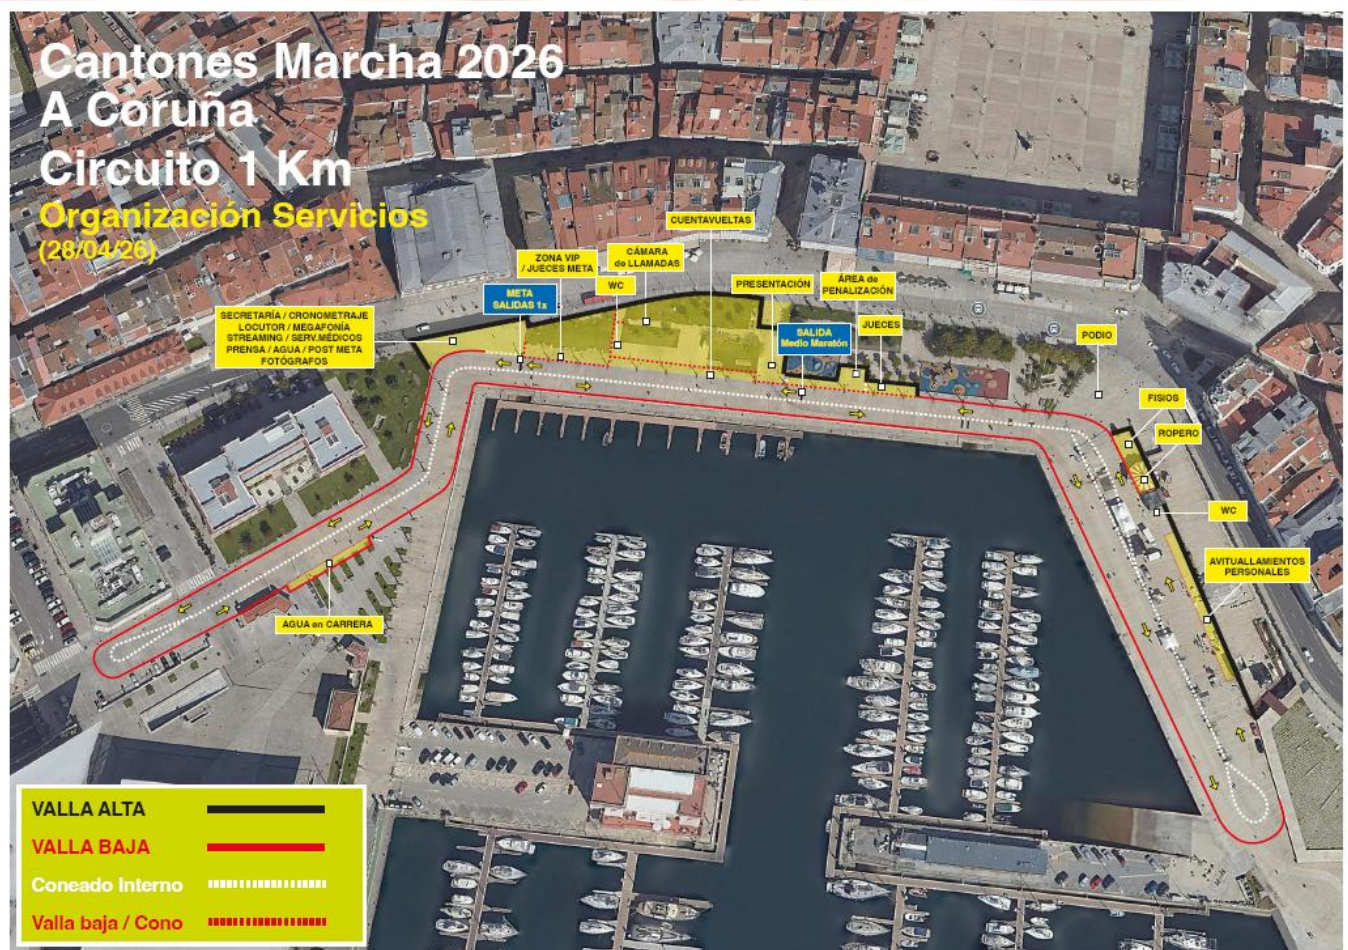 Cantones Marcha 2026
A Coruña
Circuito 1 Km
Organización Servicios
(28/04/26)
CUENTAVUELTAS
ZONA VIP
/ JUECES META
CÁMARA
de LLAMADAS
WC
META
SALIDAS 1x
PRESENTACIÓN
ÁREA de
PENALIZACIÓN
SECRETARÍA / CRONOMETRAJE
LOCUTOR / MEGAFONÍA
STREAMING / SERV.MÉDICOS
PRENSA / AGUA / POST META
FOTÓGRAFOS
SALIDA
Medio Maratón
JUECES
PODIO
FISIOS
ROPERO
WC
AVITUALLAMIENTOS
PERSONALES
AGUA en CARRERA
VALLA ALTA
VALLA BAJA
Coneado Interno
Valla baja / Cono